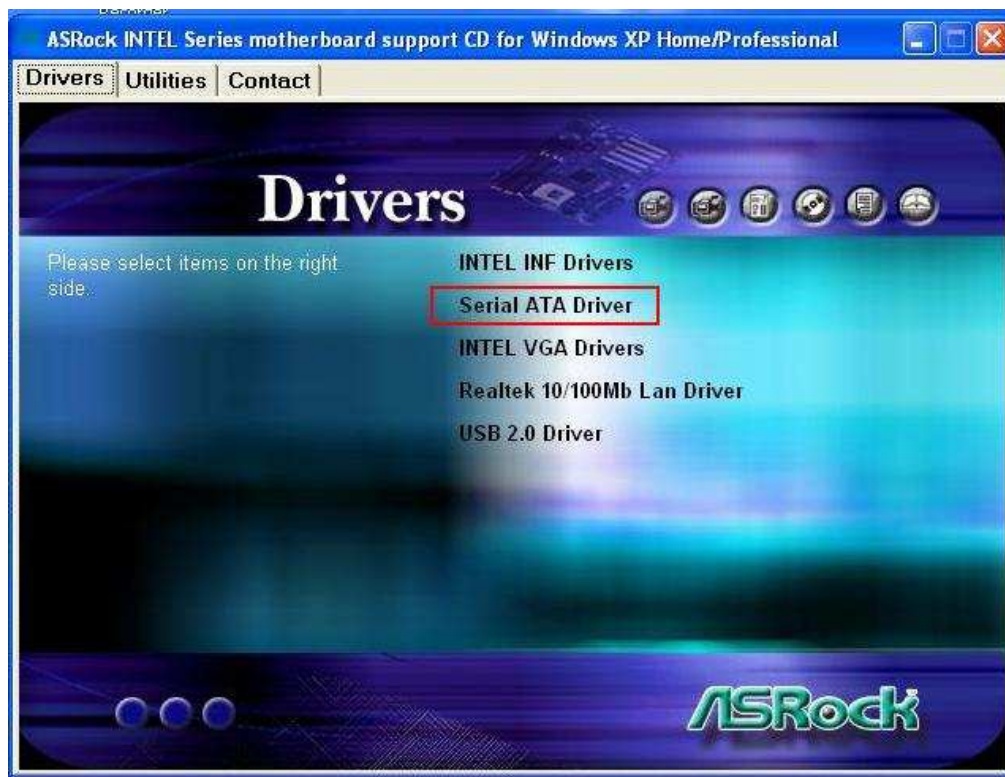 ASRock INTEL Series motherboard support CD for Windows XP Home/Professional
Drivers Utilities Contact
Drivers
Please select items on the right
side.
INTEL INF Drivers
Serial ATA Driver
INTEL VGA Drivers
Realtek 10/100Mb Lan Driver
USB 2.0 Driver
ASRock